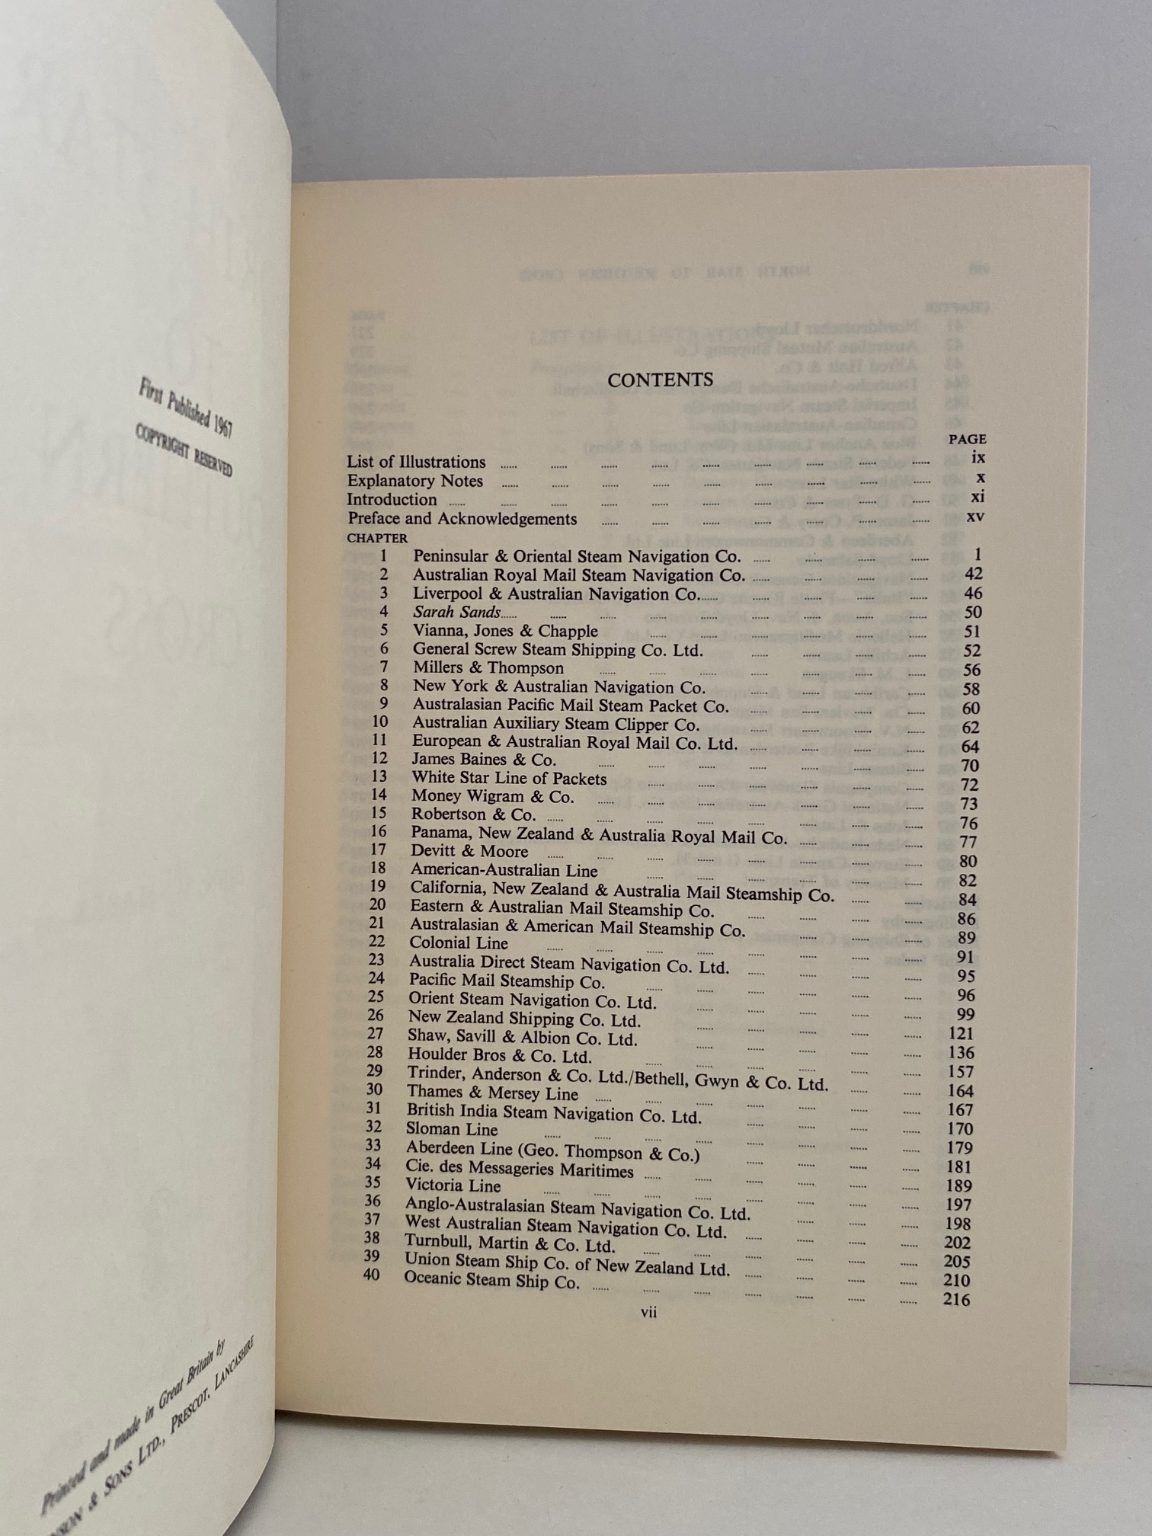 First Published 1967
COPYRIGHT RESERVED
Printed and made in Great Britain by
& SONS LTD., PRESCOT, LANCASHIRE
CONTENTS
PAGE
List of Illustrations ix
Explanatory Notes x
Introduction xi
Preface and Acknowledgements xv
CHAPTER
1 Peninsular & Oriental Steam Navigation Co. 1
2 Australian Royal Mail Steam Navigation Co. 42
3 Liverpool & Australian Navigation Co. 46
4 Sarah Sands 50
5 Vianna, Jones & Chapple 51
6 General Screw Steam Shipping Co. Ltd. 52
7 Millers & Thompson 56
8 New York & Australian Navigation Co. 58
9 Australasian Pacific Mail Steam Packet Co. 60
10 Australian Auxiliary Steam Clipper Co. 62
11 European & Australian Royal Mail Co. Ltd. 64
12 James Baines & Co. 70
13 White Star Line of Packets 72
14 Money Wigram & Co. 73
15 Robertson & Co. 76
16 Panama, New Zealand & Australia Royal Mail Co. 77
17 Devitt & Moore 80
18 American-Australian Line 82
19 California, New Zealand & Australia Mail Steamship Co. 84
20 Eastern & Australian Mail Steamship Co. 86
21 Australasian & American Mail Steamship Co. 89
22 Colonial Line 91
23 Australia Direct Steam Navigation Co. Ltd. 95
24 Pacific Mail Steamship Co. 96
25 Orient Steam Navigation Co. Ltd. 99
26 New Zealand Shipping Co. Ltd. 121
27 Shaw, Savill & Albion Co. Ltd. 136
28 Houlder Bros & Co. Ltd. 157
29 Trinder, Anderson & Co. Ltd./Bethell, Gwyn & Co. Ltd. 164
30 Thames & Mersey Line 167
31 British India Steam Navigation Co. Ltd. 170
32 Sloman Line 179
33 Aberdeen Line (Geo. Thompson & Co.) 181
34 Cie. des Messageries Maritimes 189
35 Victoria Line 197
36 Anglo-Australasian Steam Navigation Co. Ltd. 198
37 West Australian Steam Navigation Co. Ltd. 202
38 Turnbull, Martin & Co. Ltd. 205
39 Union Steam Ship Co. of New Zealand Ltd. 210
40 Oceanic Steam Ship Co. 216
vii